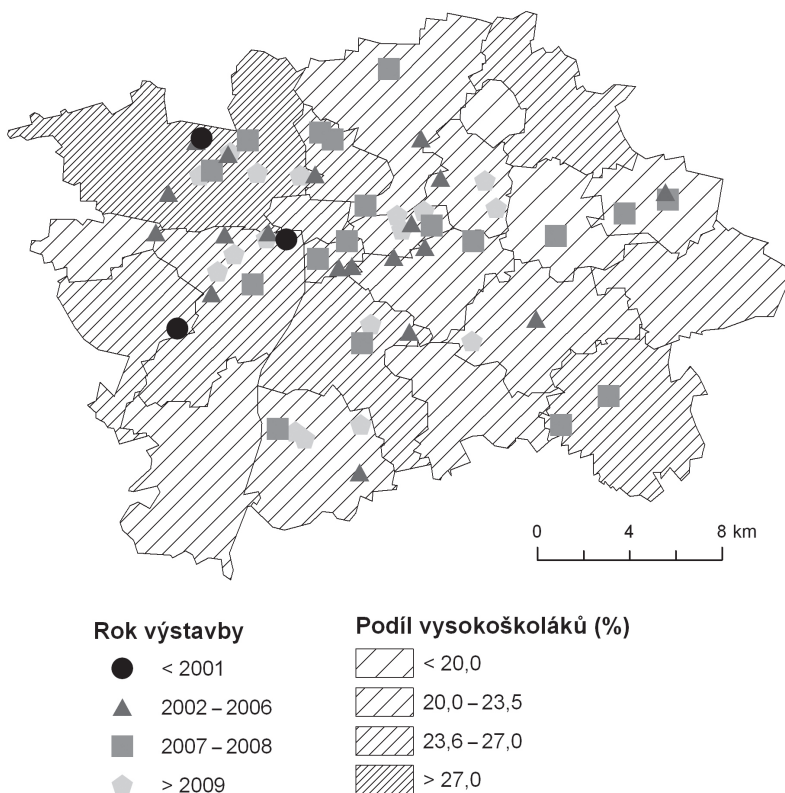 0 4 8 km
Rok výstavby
< 2001
2002 – 2006
2007 – 2008
> 2009
Podíl vysokoškoláků (%)
< 20,0
20,0 – 23,5
23,6 – 27,0
> 27,0